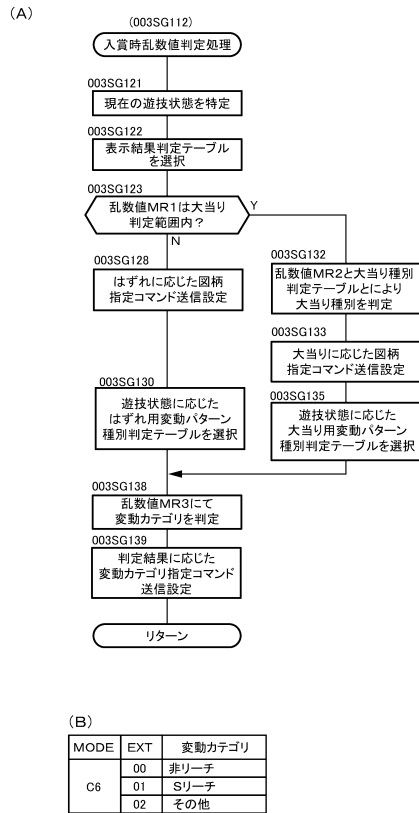 (A)
(003SG112)
入賞時乱数値判定処理
003SG121
現在の遊技状態を特定
003SG122
表示結果判定テーブル
を選択
003SG123
乱数値MR1は大当り
判定範囲内?
Y
N
003SG128
はずれに応じた図柄
指定コマンド送信設定
003SG132
乱数値MR2と大当り種別
判定テーブルとにより
大当り種別を判定
003SG133
大当りに応じた図柄
指定コマンド送信設定
003SG130
遊技状態に応じた
はずれ用変動パターン
種別判定テーブルを選択
003SG135
遊技状態に応じた
大当り用変動パターン
種別判定テーブルを選択
003SG138
乱数値MR3にて
変動カテゴリを判定
003SG139
判定結果に応じた
変動カテゴリ指定コマンド
送信設定
リターン
(B)
MODE EXT 変動カテゴリ
C6 00 非リーチ
01 Sリーチ
02 その他